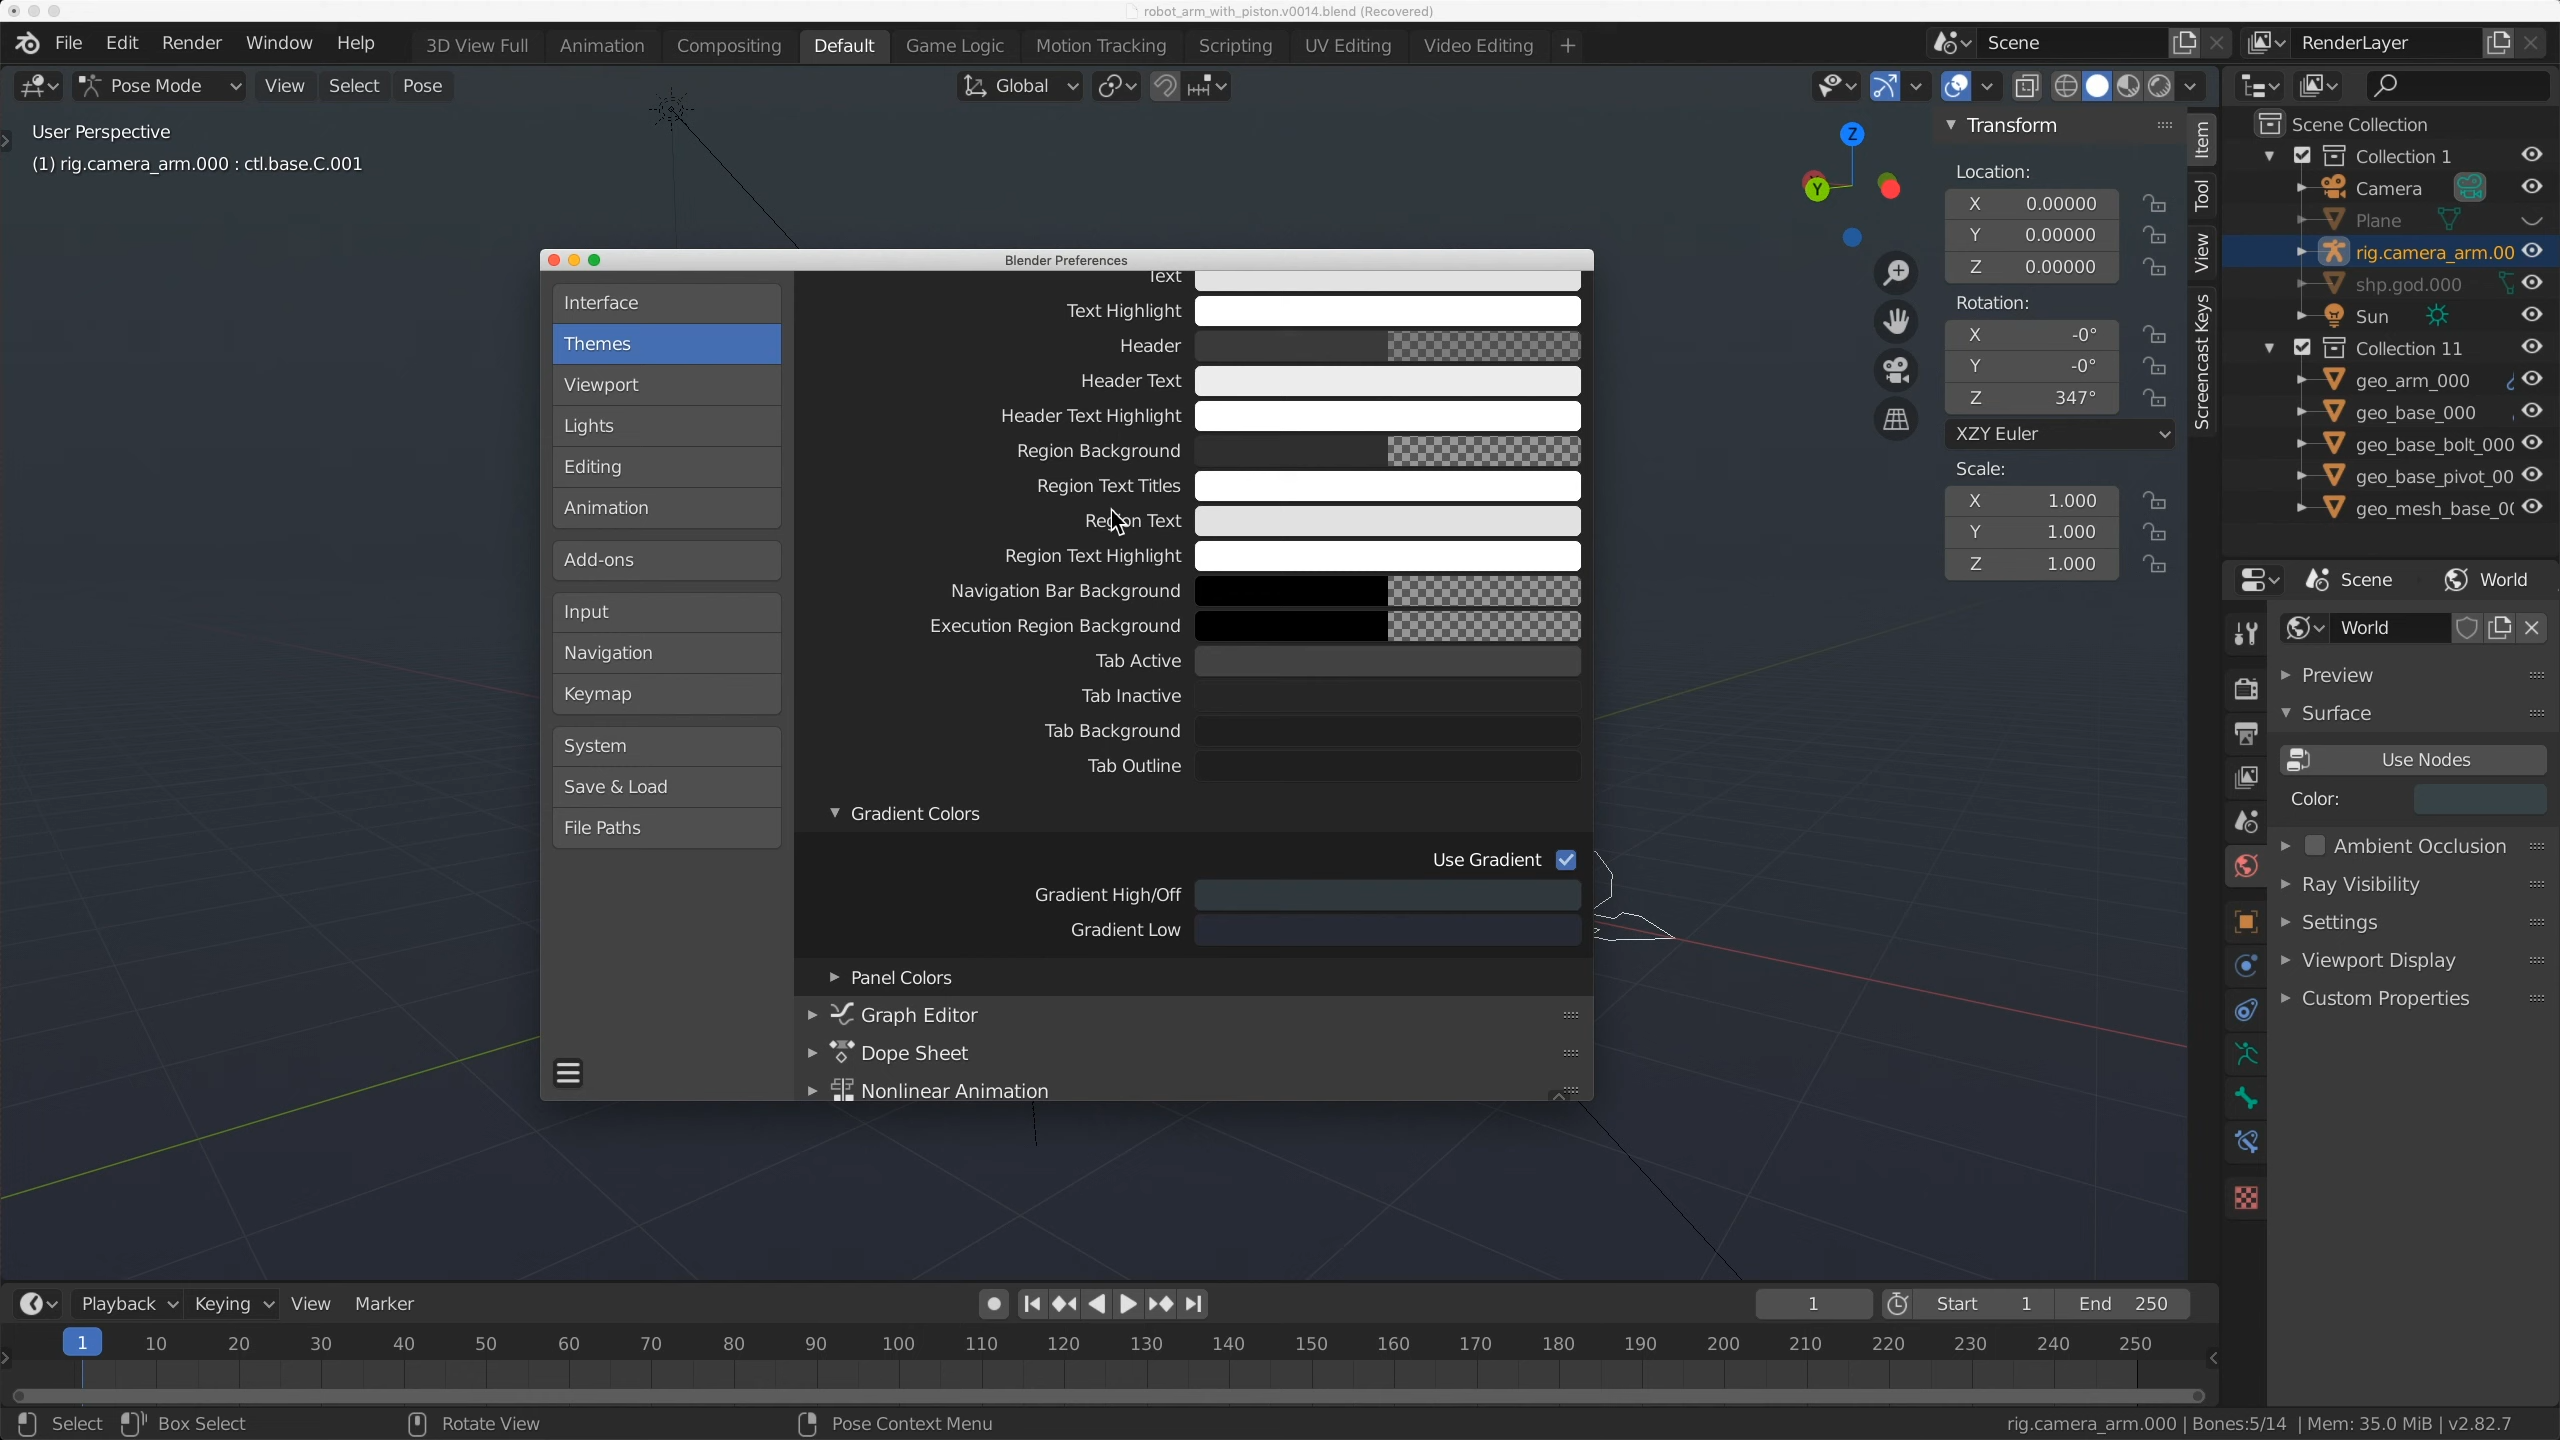 robot_arm_with_piston.v0014.blend (Recovered)
File Edit Render Window Help 3D View Full Animation Compositing Default Game Logic Motion Tracking Scripting UV Editing Video Editing + Scene RenderLayer
Pose Mode View Select Pose Global
User Perspective
(1) rig.camera_arm.000 : ctl.base.C.001
Z
Y
Transform
Location:
X 0.00000
Y 0.00000
Z 0.00000
Rotation:
X -0°
Y -0°
Z 347°
XZY Euler
Scale:
X 1.000
Y 1.000
Z 1.000
Item
Tool
View
Screencast Keys
Scene Collection
Collection 1
Camera
Plane
rig.camera_arm.00
shp.god.000
Sun
Collection 11
geo_arm_000
geo_base_000
geo_base_bolt_000
geo_base_pivot_00
geo_mesh_base_00
Scene World
World
Preview
Surface
Use Nodes
Color:
Ambient Occlusion
Ray Visibility
Settings
Viewport Display
Custom Properties
Blender Preferences
Interface
Themes
Viewport
Lights
Editing
Animation
Add-ons
Input
Navigation
Keymap
System
Save & Load
File Paths
Text
Text Highlight
Header
Header Text
Header Text Highlight
Region Background
Region Text Titles
Region Text
Region Text Highlight
Navigation Bar Background
Execution Region Background
Tab Active
Tab Inactive
Tab Background
Tab Outline
Gradient Colors
Use Gradient
Gradient High/Off
Gradient Low
Panel Colors
Graph Editor
Dope Sheet
Nonlinear Animation
Playback Keying View Marker 1 Start 1 End 250
1 10 20 30 40 50 60 70 80 90 100 110 120 130 140 150 160 170 180 190 200 210 220 230 240 250
Select Box Select Rotate View Pose Context Menu rig.camera_arm.000 | Bones:5/14 | Mem: 35.0 MiB | v2.82.7